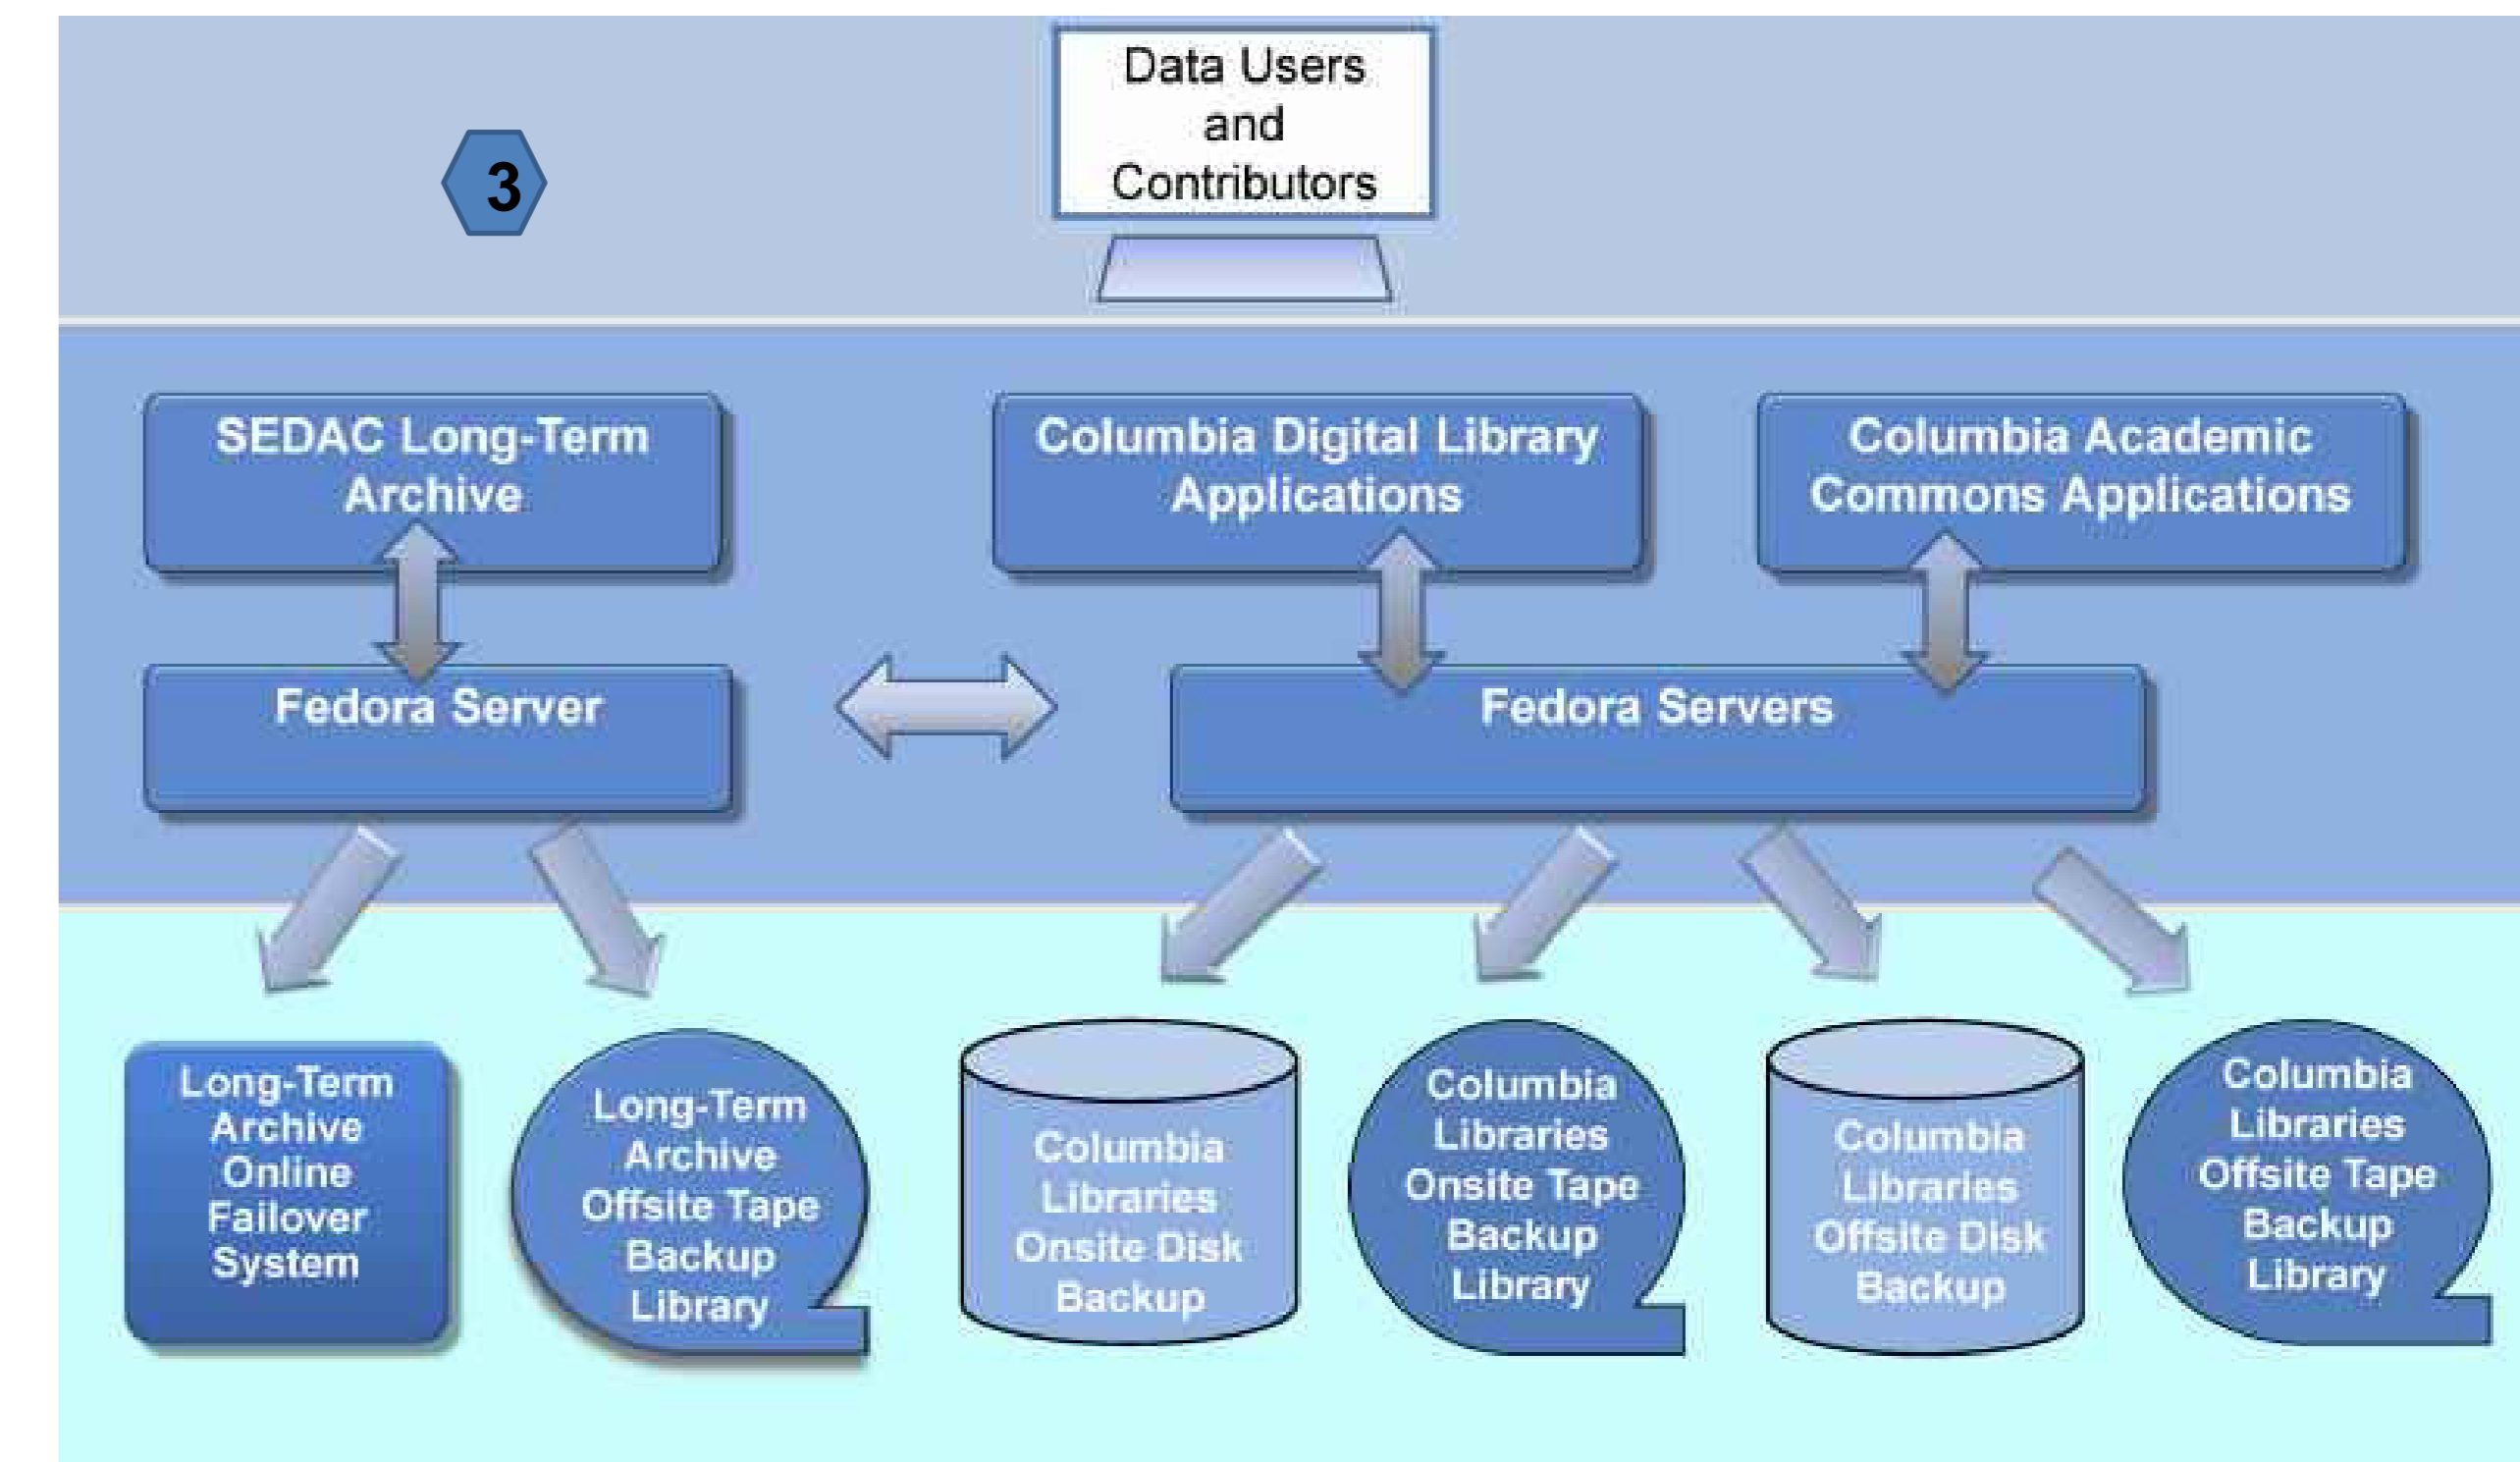 Data Users
and
Contributors
3
SEDAC Long-Term
Archive
Columbia Digital Library
Applications
Columbia Academic
Commons Applications
Fedora Server
Fedora Servers
Long-Term
Archive
Online
Failover
System
Long-Term
Archive
Offsite Tape
Backup
Library
Columbia
Libraries
Onsite Disk
Backup
Columbia
Libraries
Onsite Tape
Backup
Library
Columbia
Libraries
Offsite Disk
Backup
Columbia
Libraries
Offsite Tape
Backup
Library